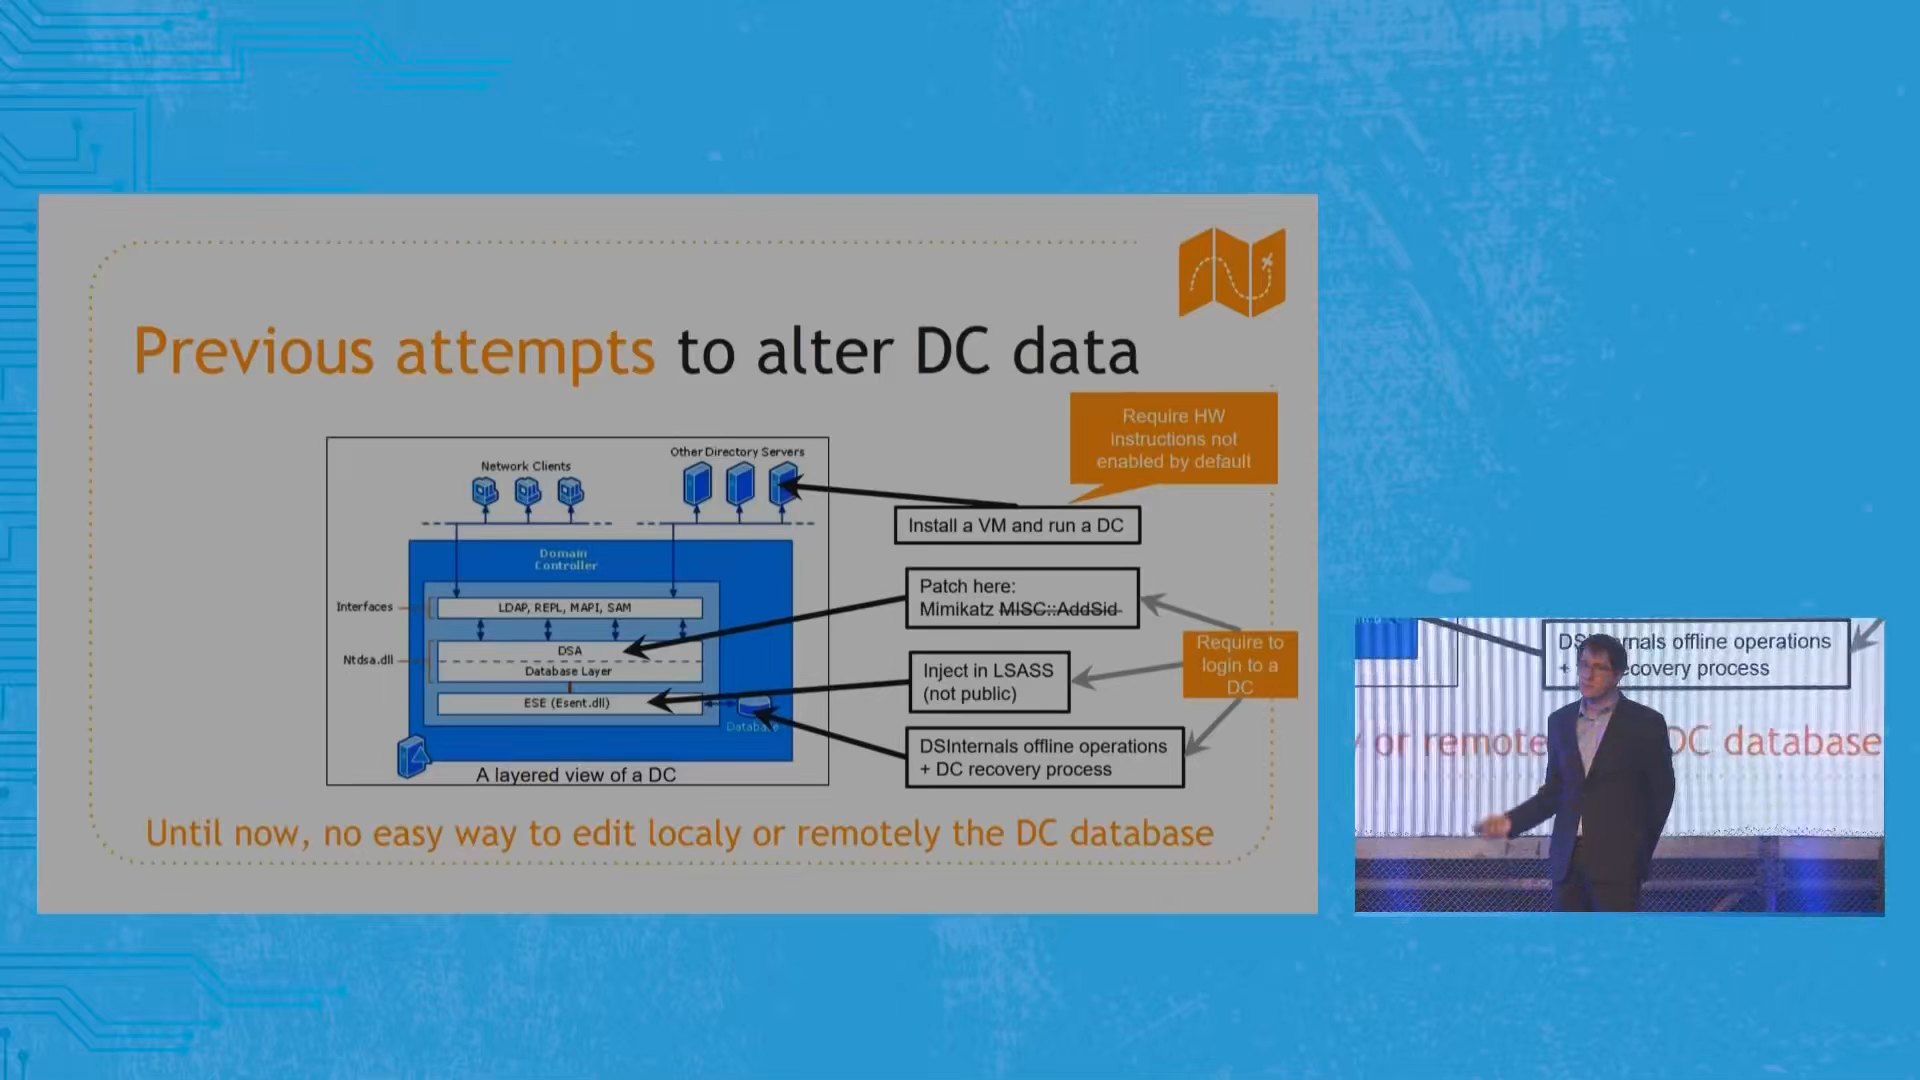 Previous attempts to alter DC data
Require HW
instructions not
enabled by default
Network Clients
Other Directory Servers
Install a VM and run a DC
Domain
Controller
Patch here:
Mimikatz MISC::AddSid
Interfaces
LDAP, REPL, MAPI, SAM
Require to
login to a
DC
Ntdsa.dll
DSA
Database Layer
Inject in LSASS
(not public)
ESE (Esent.dll)
Database
DSInternals offline operations
+ DC recovery process
A layered view of a DC
Until now, no easy way to edit localy or remotely the DC database
DS rnals offline operations
+ recovery process
or remote DC database